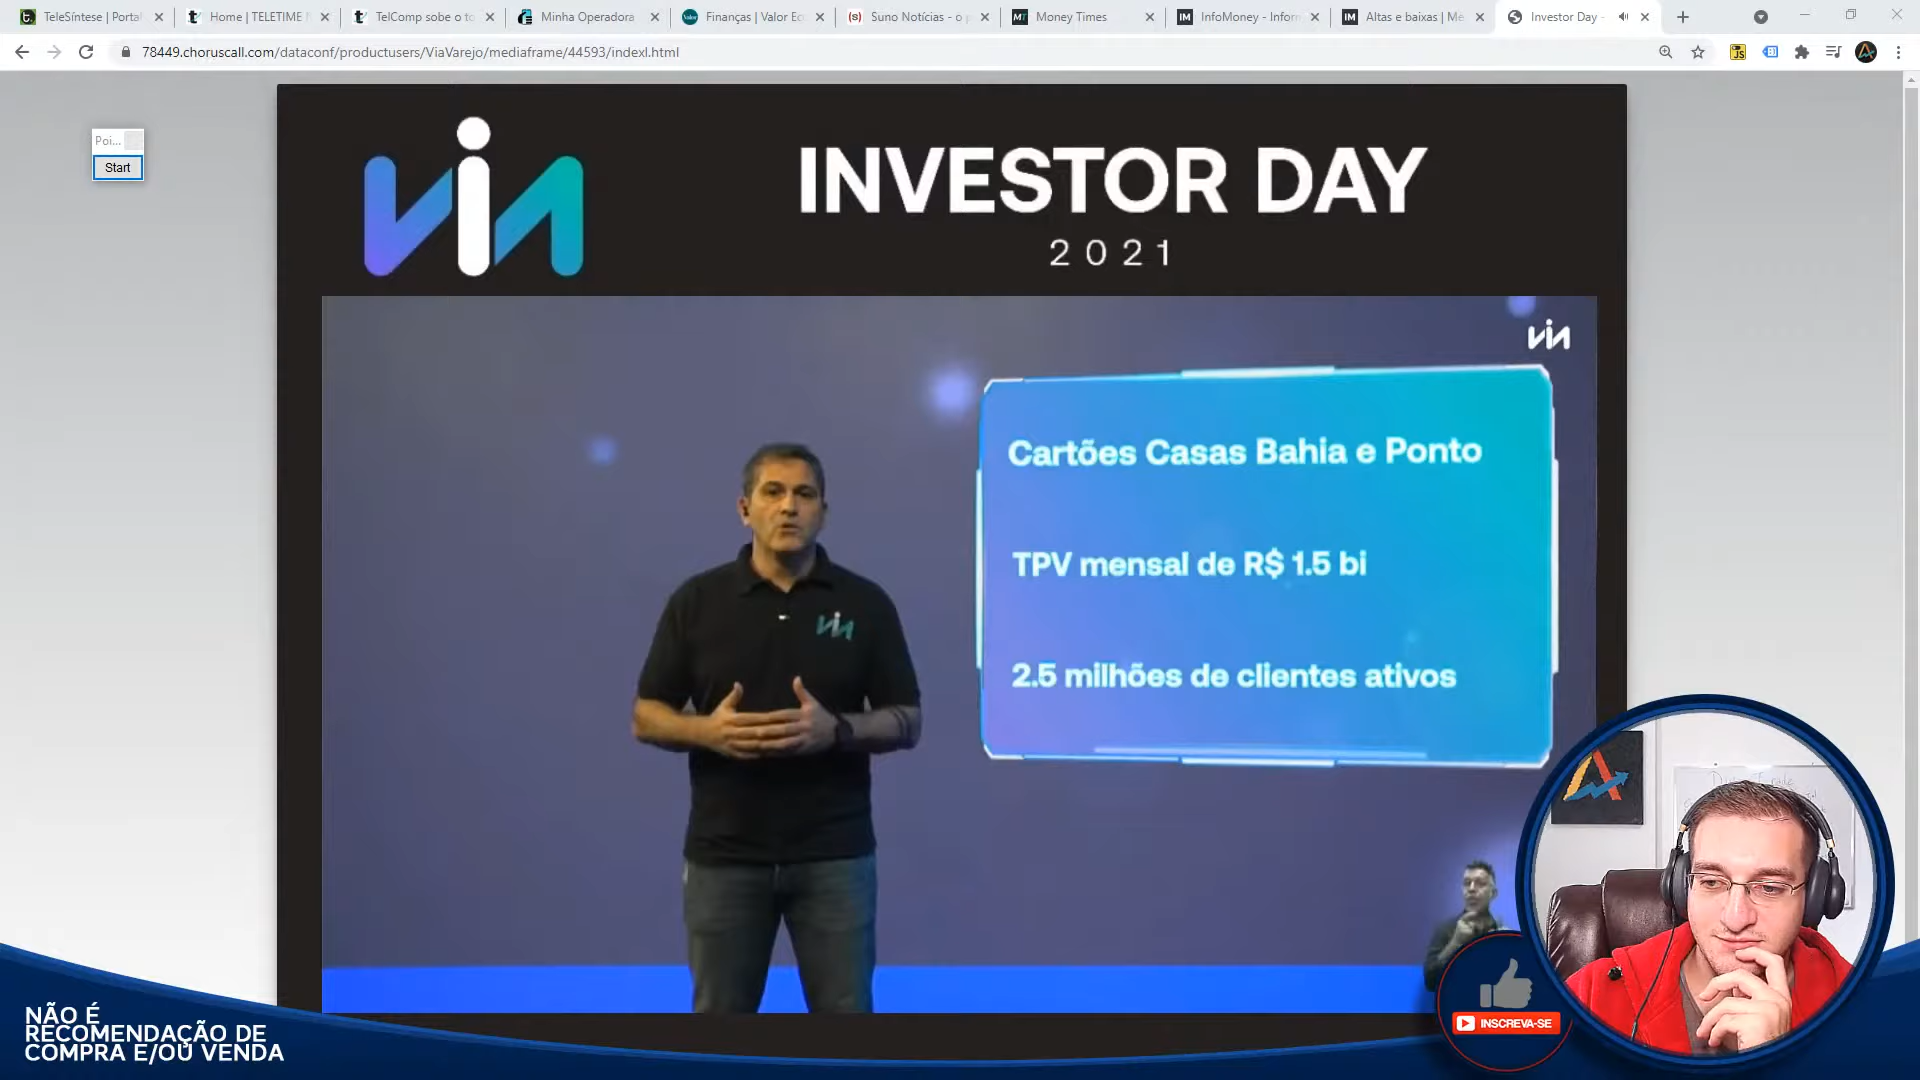 TeleSíntese | Portal
Home | TELETIME N
TelComp sobe o to
Minha Operadora
Finanças | Valor Ec
Suno Notícias - o p
Money Times
InfoMoney - Inform
Altas e baixas | Me
Investor Day -
78449.choruscall.com/dataconf/productusers/ViaVarejo/mediaframe/44593/indexl.html
JS
Poi...
Start
via
INVESTOR DAY
2021
via
Cartões Casas Bahia e Ponto
TPV mensal de R$ 1.5 bi
2.5 milhões de clientes ativos
via
NÃO É
RECOMENDAÇÃO DE
COMPRA E/OU VENDA
INSCREVA-SE